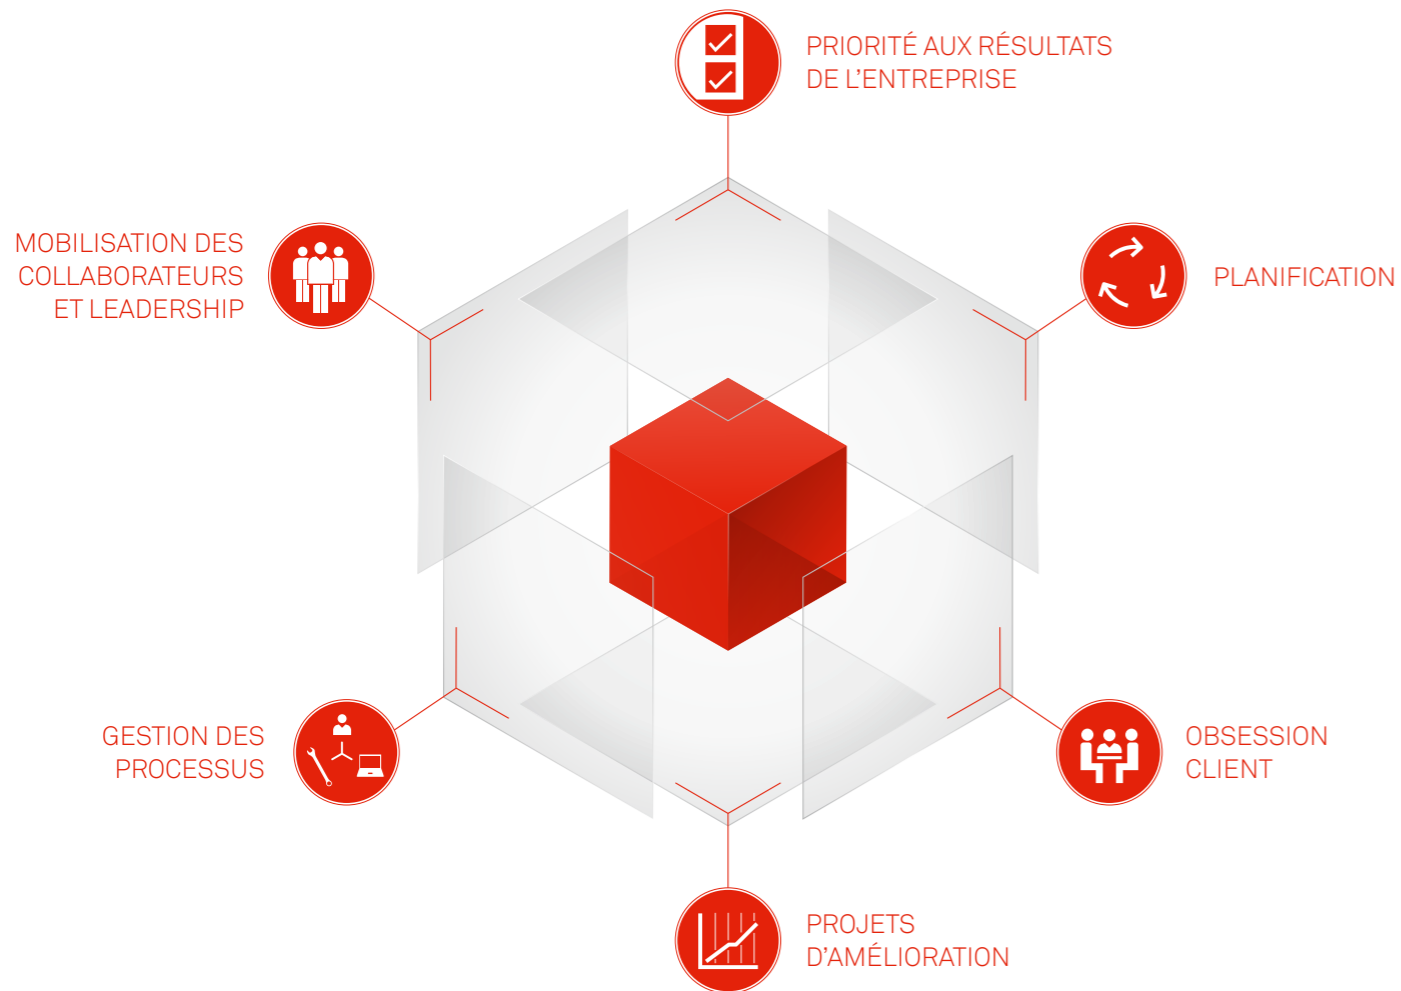 PRIORITÉ AUX RÉSULTATS
DE L’ENTREPRISE
MOBILISATION DES
COLLABORATEURS
ET LEADERSHIP
PLANIFICATION
GESTION DES
PROCESSUS
OBSESSION
CLIENT
PROJETS
D’AMÉLIORATION